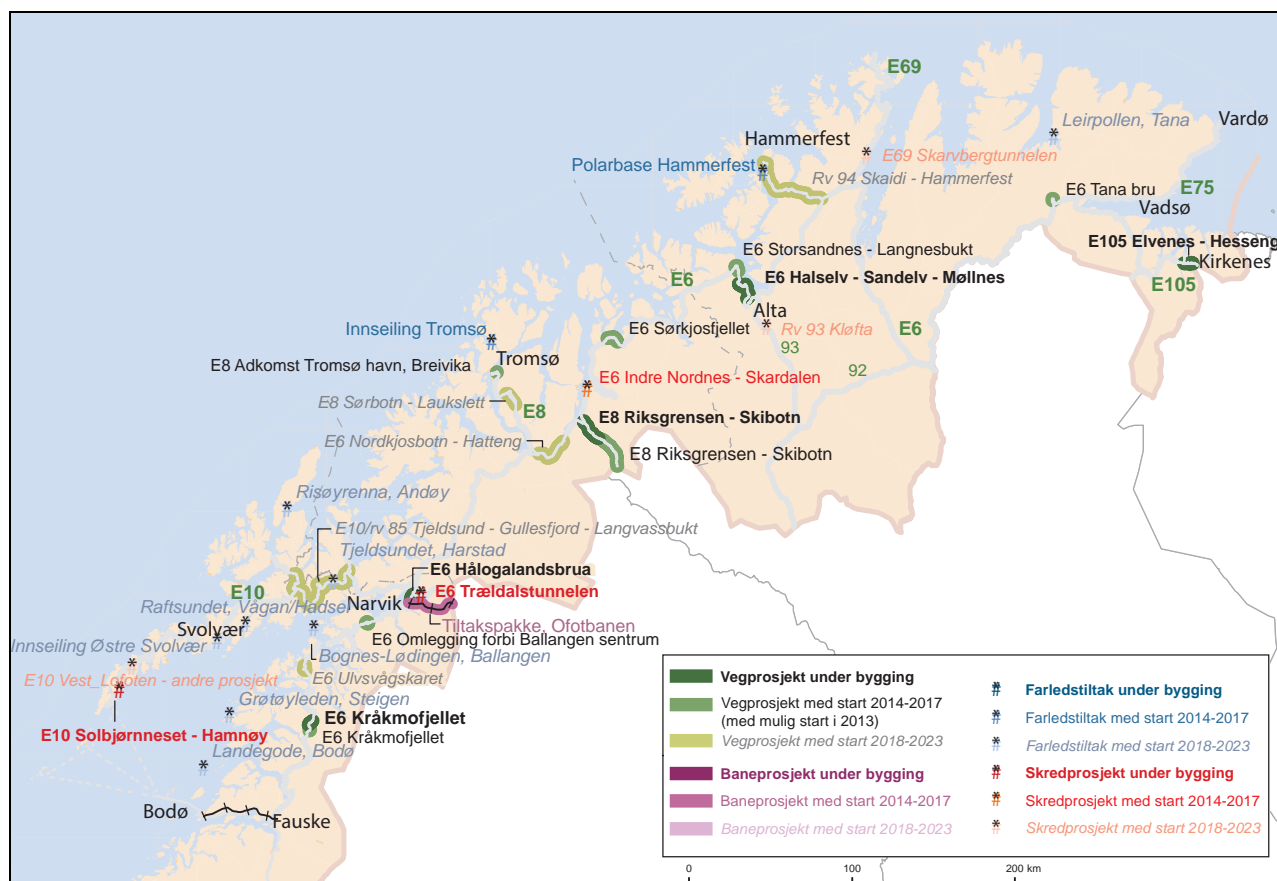 E69
Leirpollen, Tana
Vardø
Hammerfest
E69 Skarvbergtunnelen
Polarbase Hammerfest
Rv 94 Skaidi - Hammerfest
E6 Tana bru
E75
Vadsø
E105 Elvenes - Hesseng
Kirkenes
E6 Storsandnes - Langnesbukt
E6
E6 Halselv - Sandelv - Møllnes
E105
Alta
Innseiling Tromsø
E6 Sørkjosfjellet
Rv 93 Kløfta
E6
93
E8 Adkomst Tromsø havn, Breivika
Tromsø
92
E6 Indre Nordnes - Skardalen
E8 Sørbotn - Laukslett
E8
E8 Riksgrensen - Skibotn
E6 Nordkjosbotn - Hatteng
E8 Riksgrensen - Skibotn
Risøyrenna, Andøy
E10/rv 85 Tjeldsund - Gullesfjord - Langvassbukt
Tjeldsundet, Harstad
E6 Hålogalandsbrua
E10
E6 Trældalstunnelen
Raftsundet, Vågan/Hadsel
Narvik
Tiltakspakke, Ofotbanen
Svolvær
E6 Omlegging forbi Ballangen sentrum
Innseiling Østre Svolvær
Bognes-Lødingen, Ballangen
E10 Vest_Lofoten - andre prosjekt
E6 Ulvsvågskaret
Grøtøyleden, Steigen
E6 Kråkmofjellet
E10 Solbjørnneset - Hamnøy
E6 Kråkmofjellet
Landegode, Bodø
Bodø
Fauske
Vegprosjekt under bygging
Vegprosjekt med start 2014-2017
(med mulig start i 2013)
Vegprosjekt med start 2018-2023
Baneprosjekt under bygging
Baneprosjekt med start 2014-2017
Baneprosjekt med start 2018-2023
Farledstiltak under bygging
Farledstiltak med start 2014-2017
Farledstiltak med start 2018-2023
Skredprosjekt under bygging
Skredprosjekt med start 2014-2017
Skredprosjekt med start 2018-2023
0 100 200 km